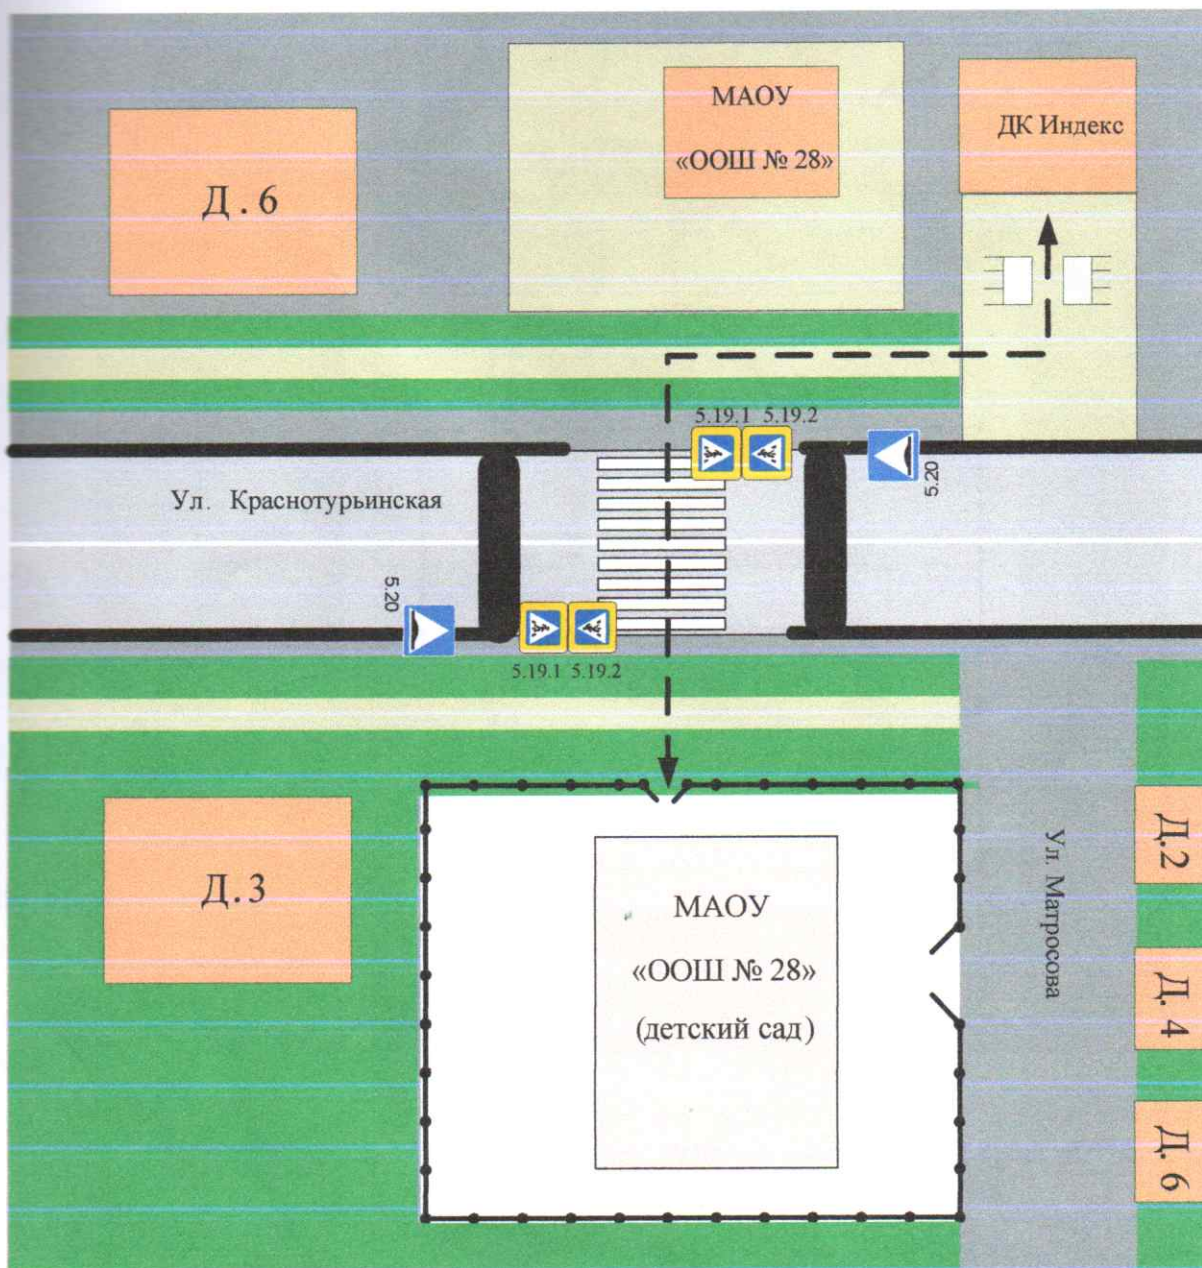 МАОУ
«ООШ № 28»
ДК Индекс
Д . 6
5.19.1 5.19.2
5.20
Ул. Краснотурьинская
5.20
5.19.1 5.19.2
Д. 3
МАОУ
«ООШ № 28»
(детский сад)
Ул. Матросова
Д.2
Д. 4
Д. 6